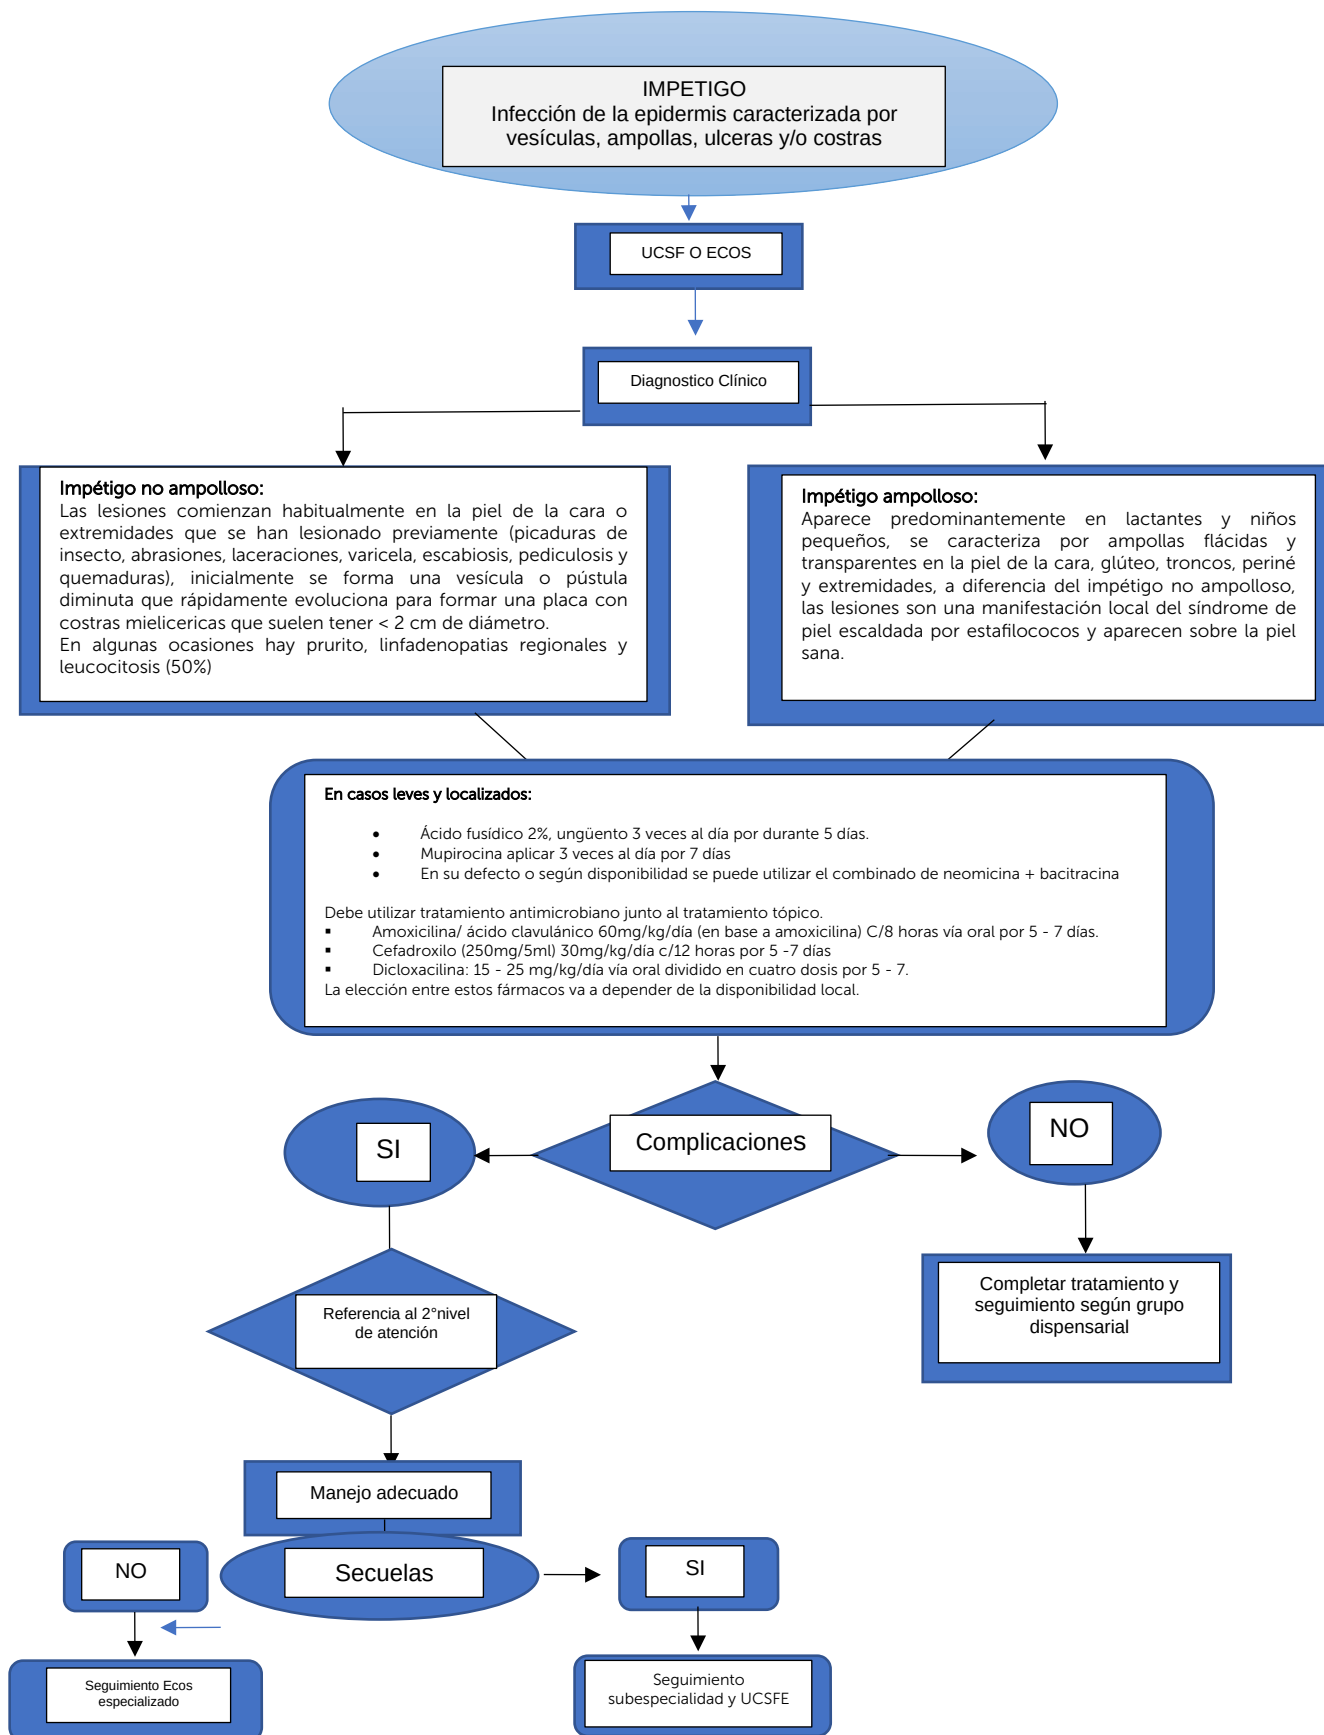 IMPETIGO
Infección de la epidermis caracterizada por
vesículas, ampollas, ulceras y/o costras
UCSF O ECOS
Diagnostico Clínico
Impétigo no ampolloso:
Las lesiones comienzan habitualmente en la piel de la cara o
extremidades que se han lesionado previamente (picaduras de
insecto, abrasiones, laceraciones, varicela, escabiosis, pediculosis y
quemaduras), inicialmente se forma una vesícula o pústula
diminuta que rápidamente evoluciona para formar una placa con
costras mielicericas que suelen tener < 2 cm de diámetro.
En algunas ocasiones hay prurito, linfadenopatias regionales y
leucocitosis (50%)
Impétigo ampolloso:
Aparece predominantemente en lactantes y niños
pequeños, se caracteriza por ampollas flácidas y
transparentes en la piel de la cara, glúteo, troncos, periné
y extremidades, a diferencia del impétigo no ampolloso,
las lesiones son una manifestación local del síndrome de
piel escaldada por estafilococos y aparecen sobre la piel
sana.
En casos leves y localizados:
● Ácido fusídico 2%, ungüento 3 veces al día por durante 5 días.
● Mupirocina aplicar 3 veces al día por 7 días
● En su defecto o según disponibilidad se puede utilizar el combinado de neomicina + bacitracina
Debe utilizar tratamiento antimicrobiano junto al tratamiento tópico.
▪ Amoxicilina/ ácido clavulánico 60mg/kg/día (en base a amoxicilina) C/8 horas vía oral por 5 - 7 días.
▪ Cefadroxilo (250mg/5ml) 30mg/kg/día c/12 horas por 5 -7 días
▪ Dicloxacilina: 15 - 25 mg/kg/día vía oral dividido en cuatro dosis por 5 - 7.
La elección entre estos fármacos va a depender de la disponibilidad local.
SI
Complicaciones
NO
Referencia al 2°nivel
de atención
Completar tratamiento y
seguimiento según grupo
dispensarial
Manejo adecuado
NO
Secuelas
SI
Seguimiento Ecos
especializado
Seguimiento
subespecialidad y UCSFE